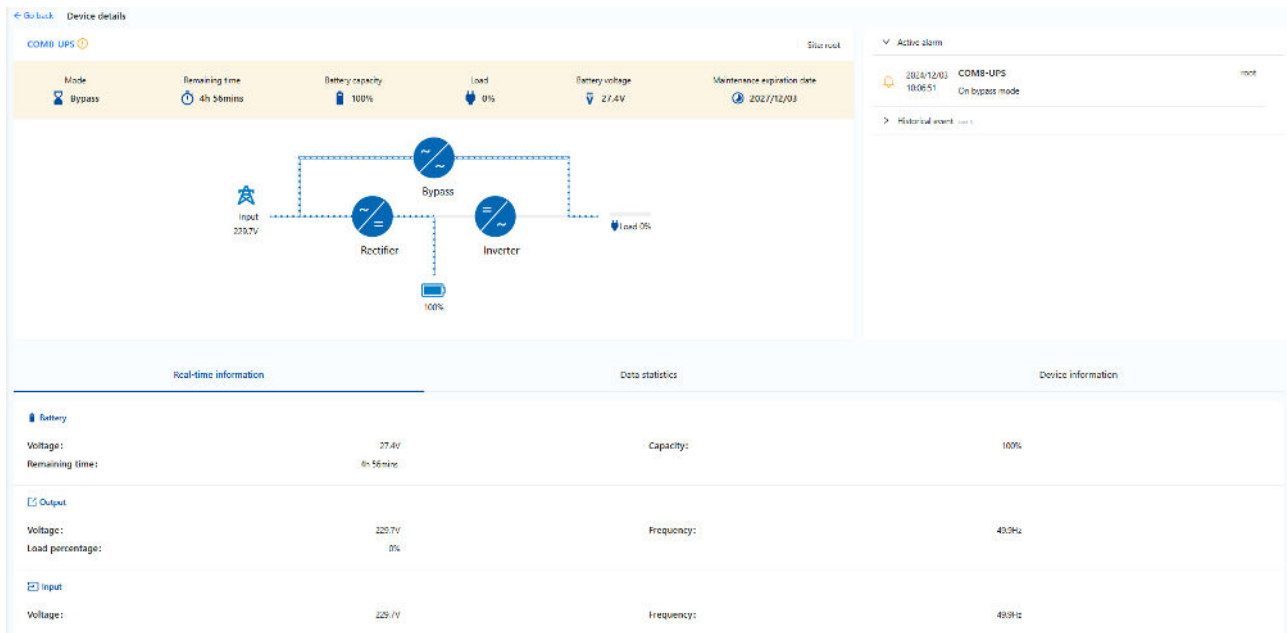 Go back Device details
COM8-UPS
Site: root
Mode
Bypass
Remaining time
4h 56mins
Battery capacity
100%
Load
0%
Battery voltage
27.4V
Maintenance expiration date
2027/12/03
Bypass
Input
229.7V
Rectifier
Inverter
Load 0%
100%
Active alarm
2024/12/03 COM8-UPS root
10:06:51 On bypass mode
Historical event
Real-time information Data statistics Device information
Battery
Voltage: 27.4V Capacity: 100%
Remaining time: 4h 56mins
Output
Voltage: 229.7V Frequency: 49.9Hz
Load percentage: 0%
Input
Voltage: 229.7V Frequency: 49.9Hz